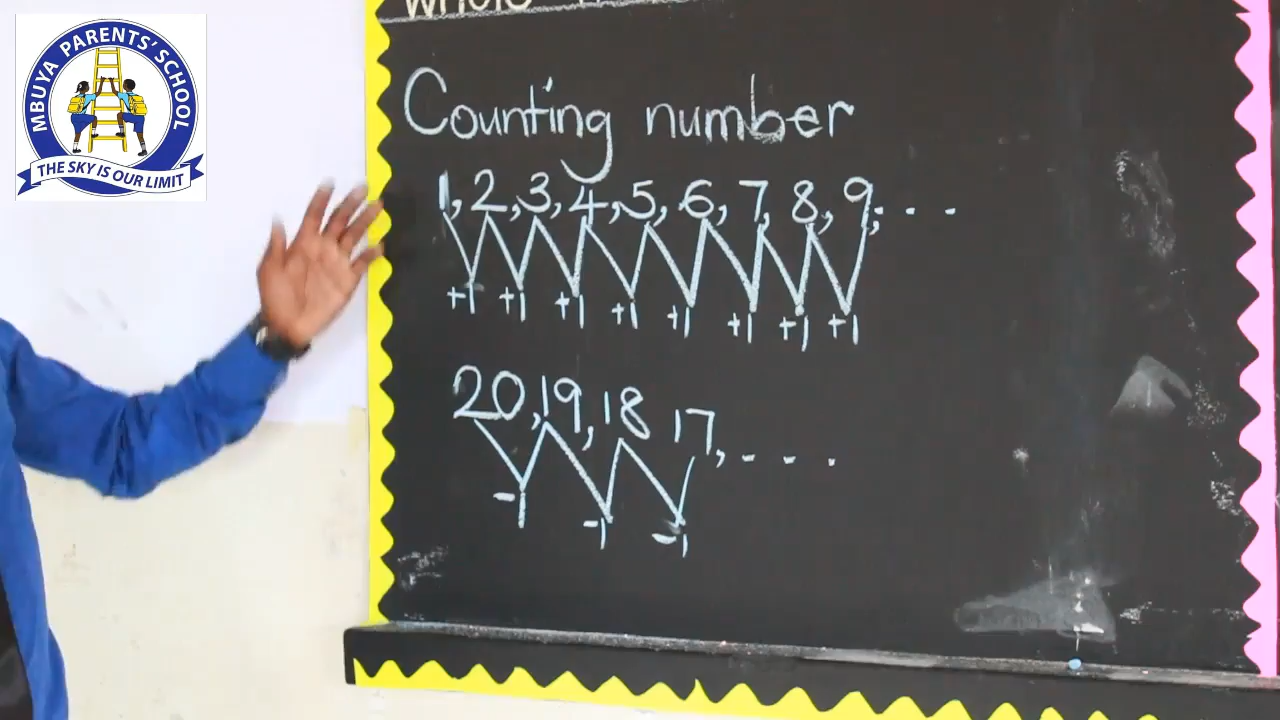 MBUYA PARENTS' SCHOOL
THE SKY IS OUR LIMIT
Counting number
1, 2, 3, 4, 5, 6, 7, 8, 9, . . .
+1 +1 +1 +1 +1 +1 +1 +1
20, 19, 18 17, . . .
-1 -1 -1